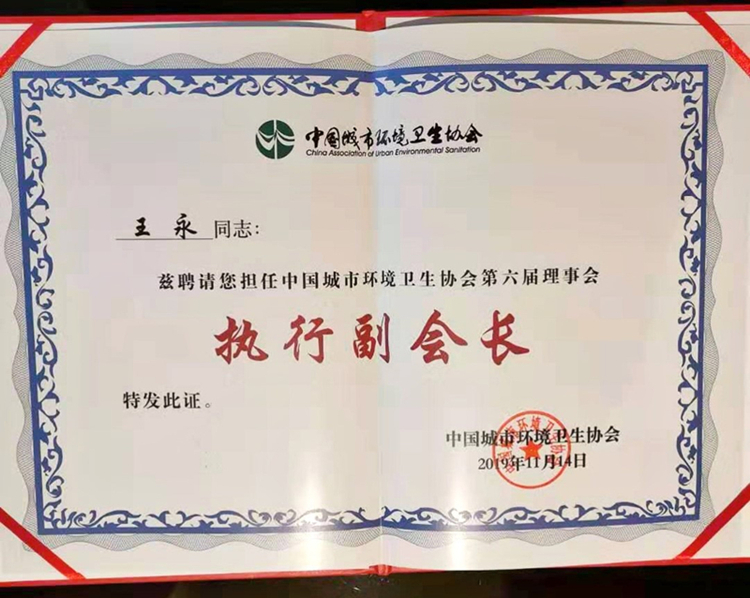 中国城市环境卫生协会
China Association of Urban Environmental Sanitation
王永同志：
兹聘请您担任中国城市环境卫生协会第六届理事会
执行副会长
特发此证。
中国城市环境卫生协会
2019年11月14日